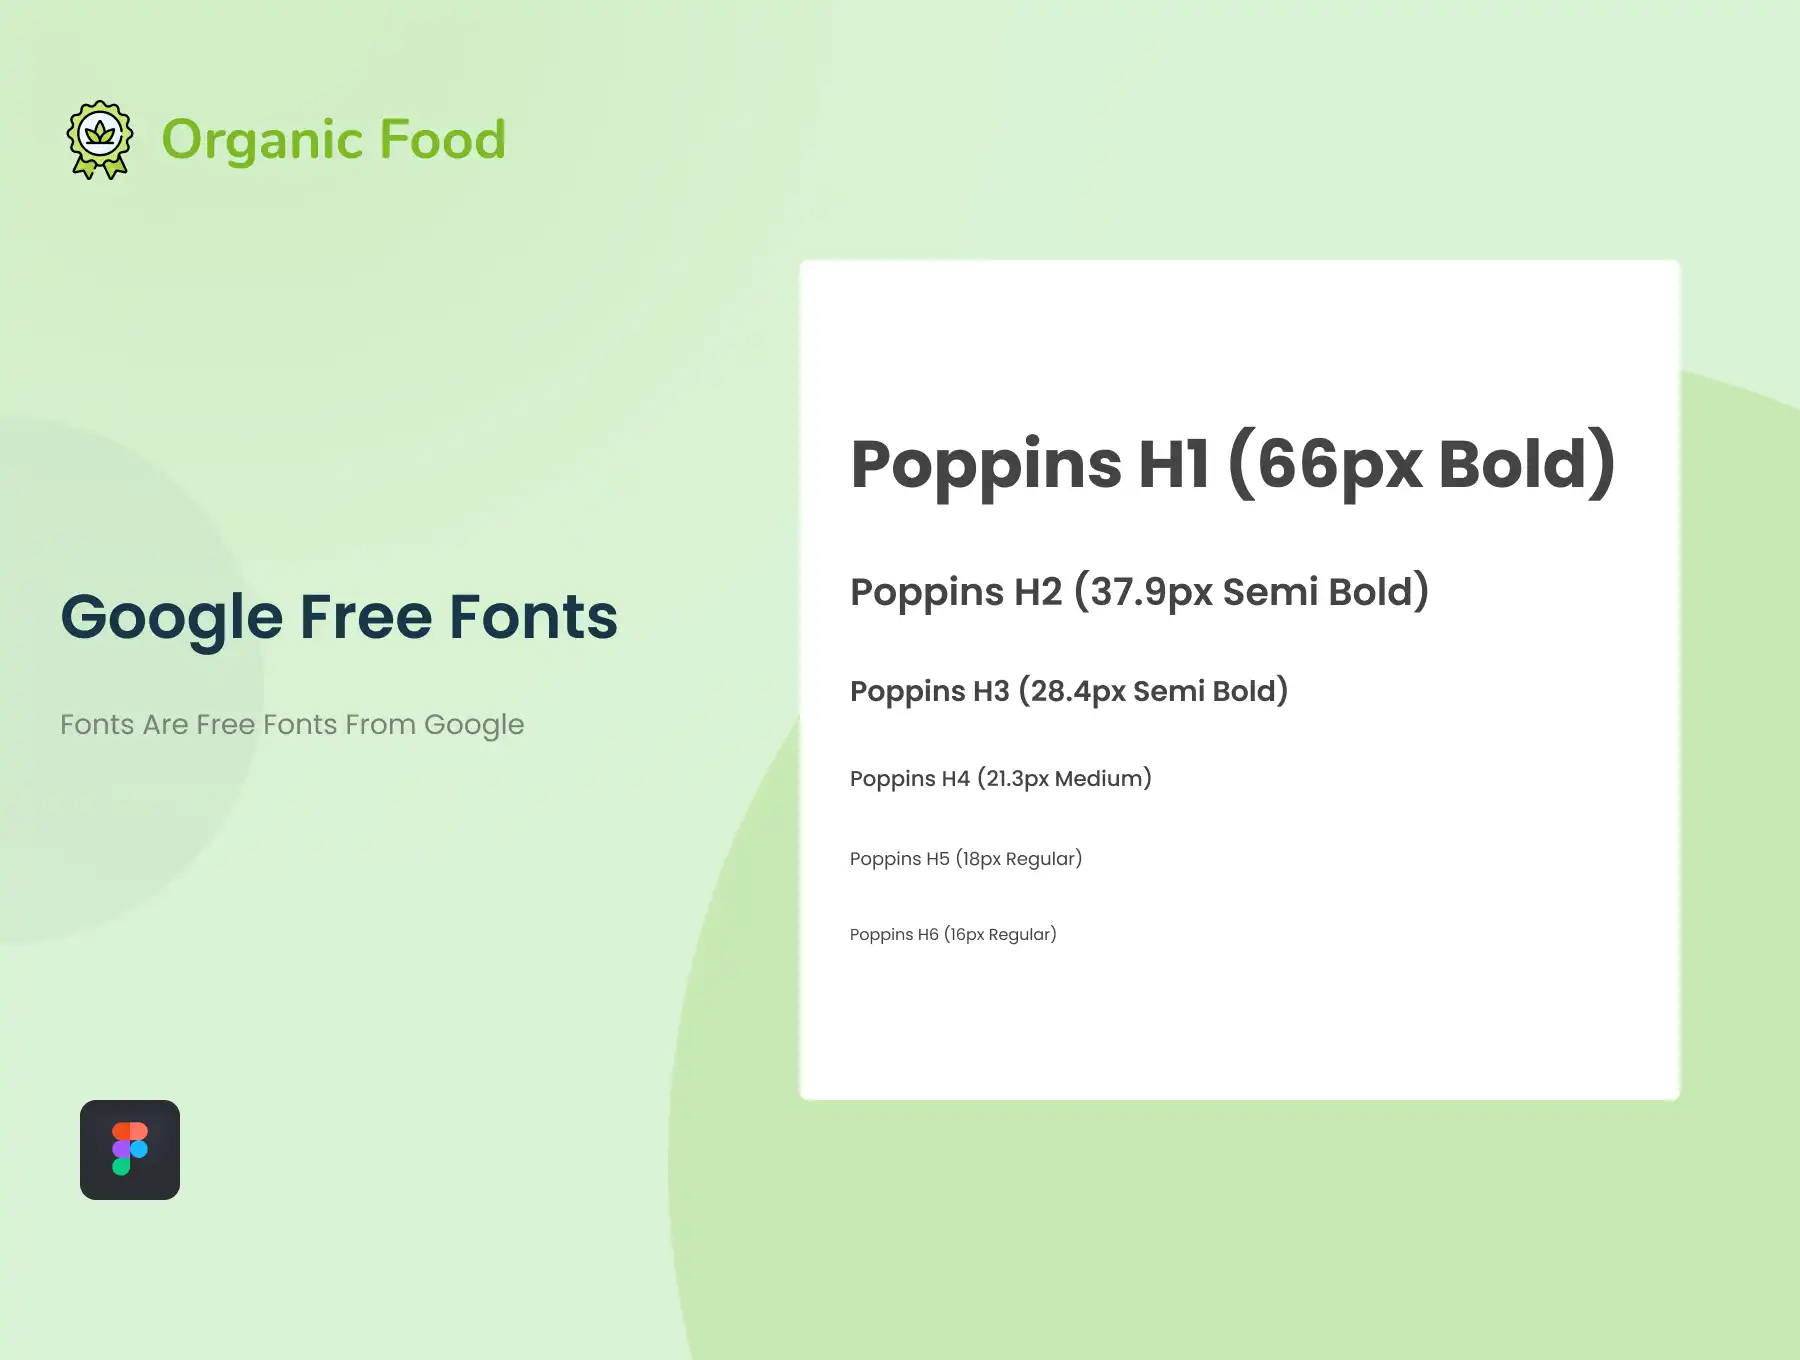 Organic Food
Google Free Fonts
Fonts Are Free Fonts From Google
Poppins H1 (66px Bold)
Poppins H2 (37.9px Semi Bold)
Poppins H3 (28.4px Semi Bold)
Poppins H4 (21.3px Medium)
Poppins H5 (18px Regular)
Poppins H6 (16px Regular)